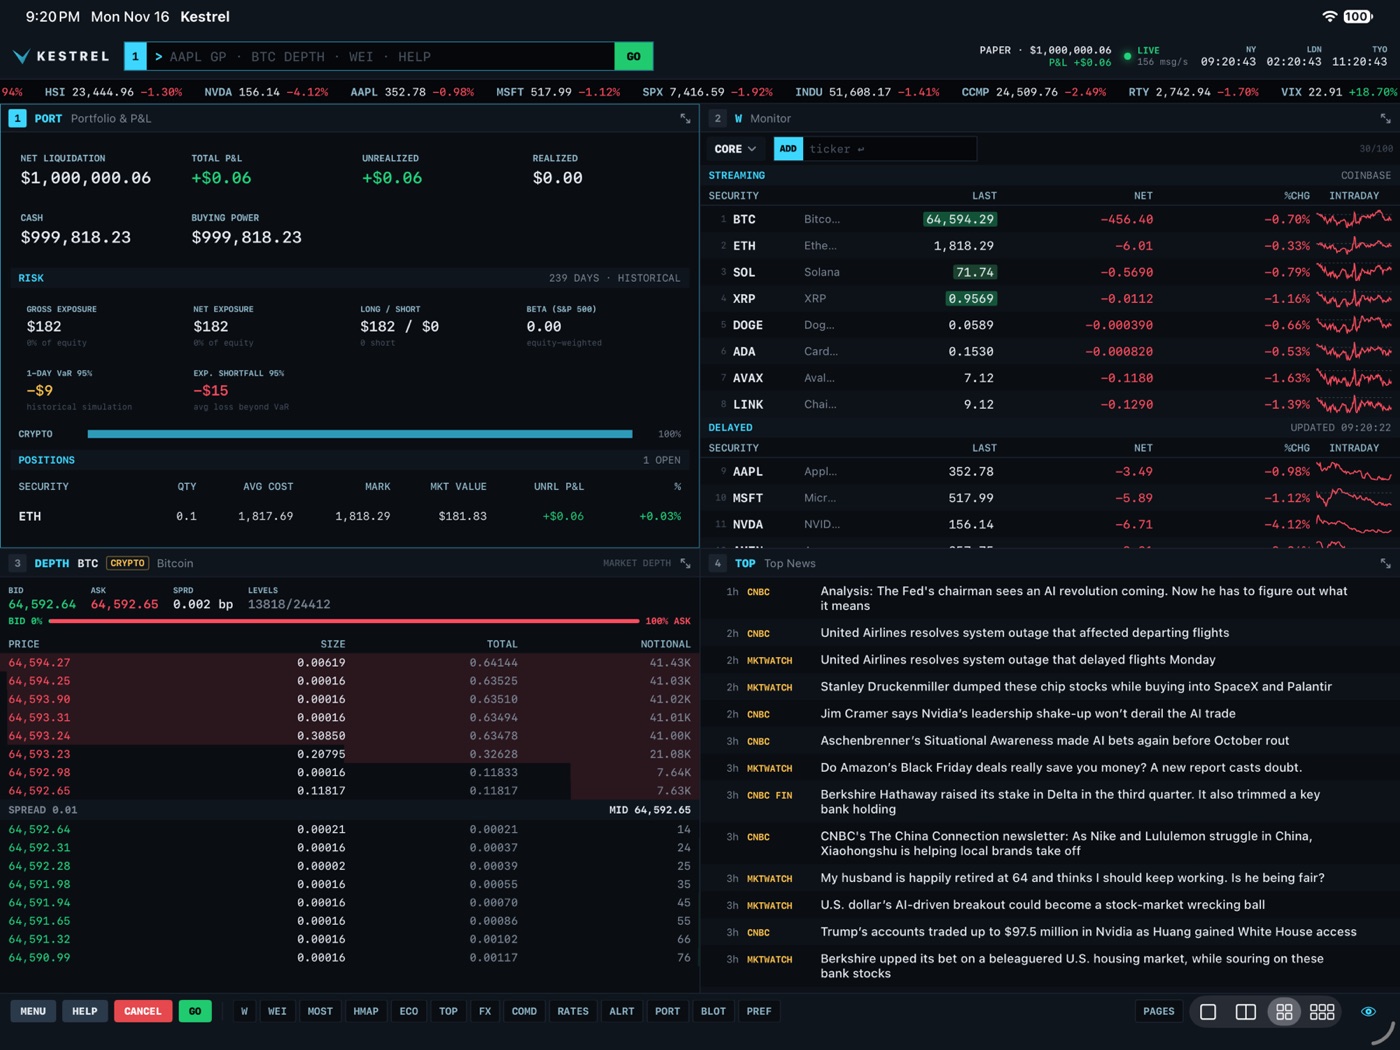 9:20 PM Mon Nov 16 Kestrel 100
KESTREL 1 > AAPL GP · BTC DEPTH · WEI · HELP GO
PAPER · $1,000,000.06
P&L +$0.06
LIVE
156 msg/s
NY
09:20:43
LDN
02:20:43
TYO
11:20:43
94% HSI 23,444.96 −1.30% NVDA 156.14 −4.12% AAPL 352.78 −0.98% MSFT 517.99 −1.12% SPX 7,416.59 −1.92% INDU 51,608.17 −1.41% CCMP 24,509.76 −2.49% RTY 2,742.94 −1.70% VIX 22.91 +18.70%
1 PORT Portfolio & P&L
NET LIQUIDATION TOTAL P&L UNREALIZED REALIZED
$1,000,000.06 +$0.06 +$0.06 $0.00
CASH BUYING POWER
$999,818.23 $999,818.23
RISK 239 DAYS · HISTORICAL
GROSS EXPOSURE NET EXPOSURE LONG / SHORT BETA (S&P 500)
$182 $182 $182 / $0 0.00
0% of equity 0% of equity 0 short equity-weighted
1-DAY VaR 95% EXP. SHORTFALL 95%
−$9 −$15
historical simulation avg loss beyond VaR
CRYPTO 100%
POSITIONS 1 OPEN
SECURITY QTY AVG COST MARK MKT VALUE UNRL P&L %
ETH 0.1 1,817.69 1,818.29 $181.83 +$0.06 +0.03%
2 W Monitor
CORE ADD ticker ↵ 30/100
STREAMING COINBASE
SECURITY LAST NET %CHG INTRADAY
1 BTC Bitco… 64,594.29 −456.40 −0.70%
2 ETH Ethe… 1,818.29 −6.01 −0.33%
3 SOL Solana 71.74 −0.5690 −0.79%
4 XRP XRP 0.9569 −0.0112 −1.16%
5 DOGE Dog… 0.0589 −0.000390 −0.66%
6 ADA Card… 0.1530 −0.000820 −0.53%
7 AVAX Aval… 7.12 −0.1180 −1.63%
8 LINK Chai… 9.12 −0.1290 −1.39%
DELAYED UPDATED 09:20:22
SECURITY LAST NET %CHG INTRADAY
9 AAPL Appl… 352.78 −3.49 −0.98%
10 MSFT Micr… 517.99 −5.89 −1.12%
11 NVDA NVID… 156.14 −6.71 −4.12%
3 DEPTH BTC CRYPTO Bitcoin MARKET DEPTH
BID ASK SPRD LEVELS
64,592.64 64,592.65 0.002 bp 13818/24412
BID 0% 100% ASK
PRICE SIZE TOTAL NOTIONAL
64,594.27 0.00619 0.64144 41.43K
64,594.25 0.00016 0.63525 41.03K
64,593.90 0.00016 0.63510 41.02K
64,593.31 0.00016 0.63494 41.01K
64,593.24 0.30850 0.63478 41.00K
64,593.23 0.20795 0.32628 21.08K
64,592.98 0.00016 0.11833 7.64K
64,592.65 0.11817 0.11817 7.63K
SPREAD 0.01 MID 64,592.65
64,592.64 0.00021 0.00021 14
64,592.31 0.00016 0.00037 24
64,592.28 0.00002 0.00039 25
64,591.98 0.00016 0.00055 35
64,591.94 0.00016 0.00070 45
64,591.65 0.00016 0.00086 55
64,591.32 0.00016 0.00102 66
64,590.99 0.00016 0.00117 76
4 TOP Top News
1h CNBC Analysis: The Fed's chairman sees an AI revolution coming. Now he has to figure out what
it means
2h CNBC United Airlines resolves system outage that affected departing flights
2h MKTWATCH United Airlines resolves system outage that delayed flights Monday
2h MKTWATCH Stanley Druckenmiller dumped these chip stocks while buying into SpaceX and Palantir
2h CNBC Jim Cramer says Nvidia's leadership shake-up won't derail the AI trade
3h CNBC Aschenbrenner's Situational Awareness made AI bets again before October rout
3h MKTWATCH Do Amazon's Black Friday deals really save you money? A new report casts doubt.
3h CNBC FIN Berkshire Hathaway raised its stake in Delta in the third quarter. It also trimmed a key
bank holding
3h CNBC CNBC's The China Connection newsletter: As Nike and Lululemon struggle in China,
Xiaohongshu is helping local brands take off
3h MKTWATCH My husband is happily retired at 64 and thinks I should keep working. Is he being fair?
3h MKTWATCH U.S. dollar's AI-driven breakout could become a stock-market wrecking ball
3h CNBC Trump's accounts traded up to $97.5 million in Nvidia as Huang gained White House access
3h MKTWATCH Berkshire upped its bet on a beleaguered U.S. housing market, while souring on these
bank stocks
MENU HELP CANCEL GO W WEI MOST HMAP ECO TOP FX COMD RATES ALRT PORT BLOT PREF PAGES